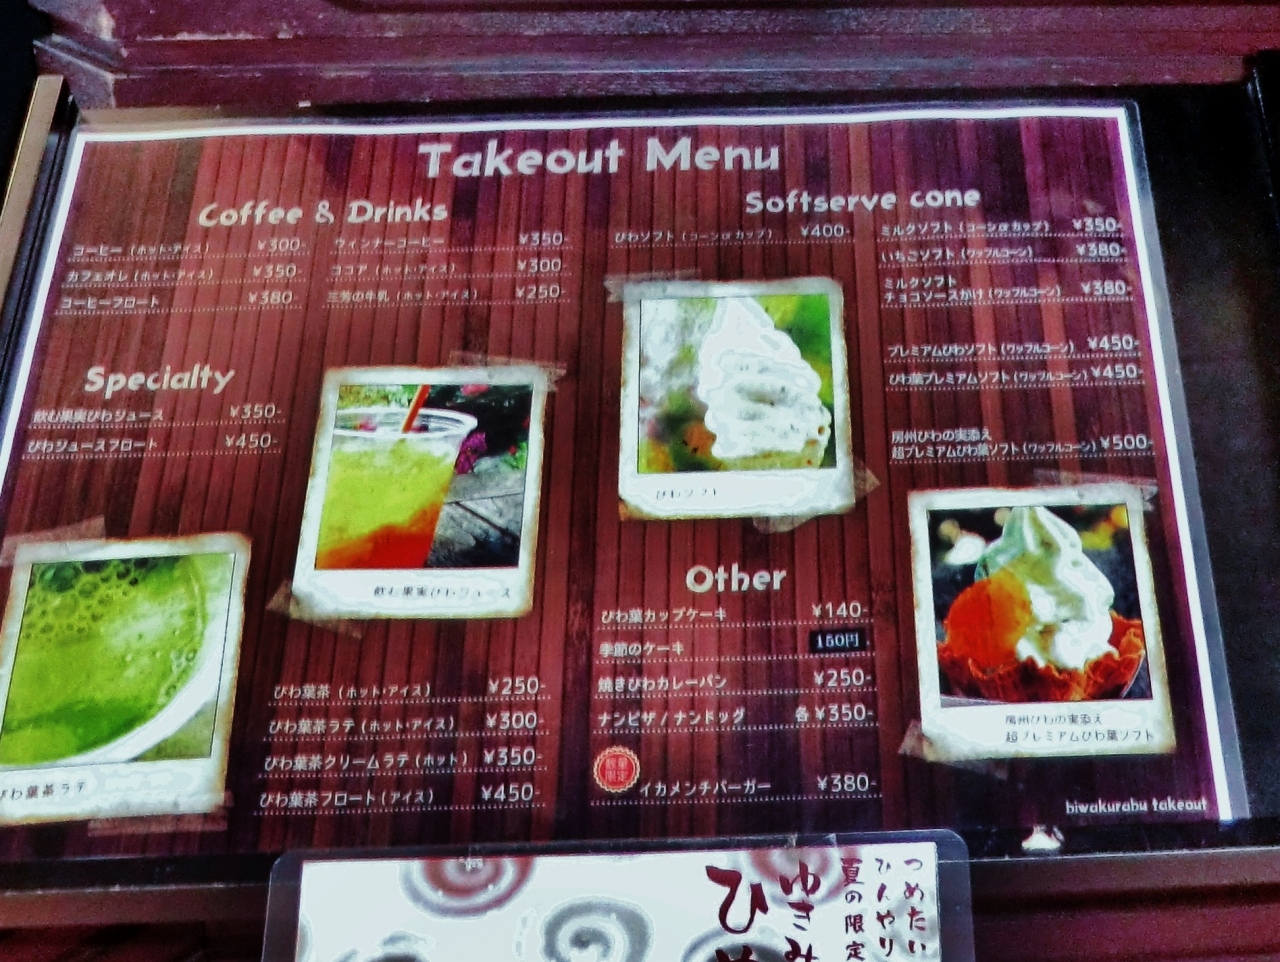 Takeout Menu
Coffee & Drinks
コーヒー (ホット・アイス) ¥300-
カフェオレ (ホット・アイス) ¥350-
コーヒーフロート ¥380-
ウィンナーコーヒー ¥350-
ココア (ホット・アイス) ¥300
三芳の牛乳 (ホット・アイス) ¥250-
Specialty
飲む果実びわジュース ¥350-
びわジュースフロート ¥450-
飲む果実びわジュース
びわ葉茶ラテ
びわ葉茶 (ホット・アイス) ¥250-
びわ葉茶ラテ (ホット・アイス) ¥300-
びわ葉茶クリームラテ (ホット) ¥350-
びわ葉茶フロート (アイス) ¥450-
Softserve cone
びわソフト (コーンorカップ) ¥400-
ミルクソフト (コーンorカップ) ¥350-
いちごソフト (ワッフルコーン) ¥380-
ミルクソフト
チョコソースかけ (ワッフルコーン) ¥380-
プレミアムびわソフト (ワッフルコーン) ¥450-
びわ葉プレミアムソフト (ワッフルコーン) ¥450-
房州びわの実添え
超プレミアムびわ葉ソフト (ワッフルコーン) ¥500-
びわソフト
Other
びわ葉カップケーキ ¥140-
季節のケーキ 150円
焼きびわカレーパン ¥250-
ナンピザ / ナンドッグ 各 ¥350-
数量
限定
イカメンチバーガー ¥380-
房州びわの実添え
超プレミアムびわ葉ソフト
biwakurabu takeout
つめたい
ひんやり
夏の限定
ゆきみ
ひ